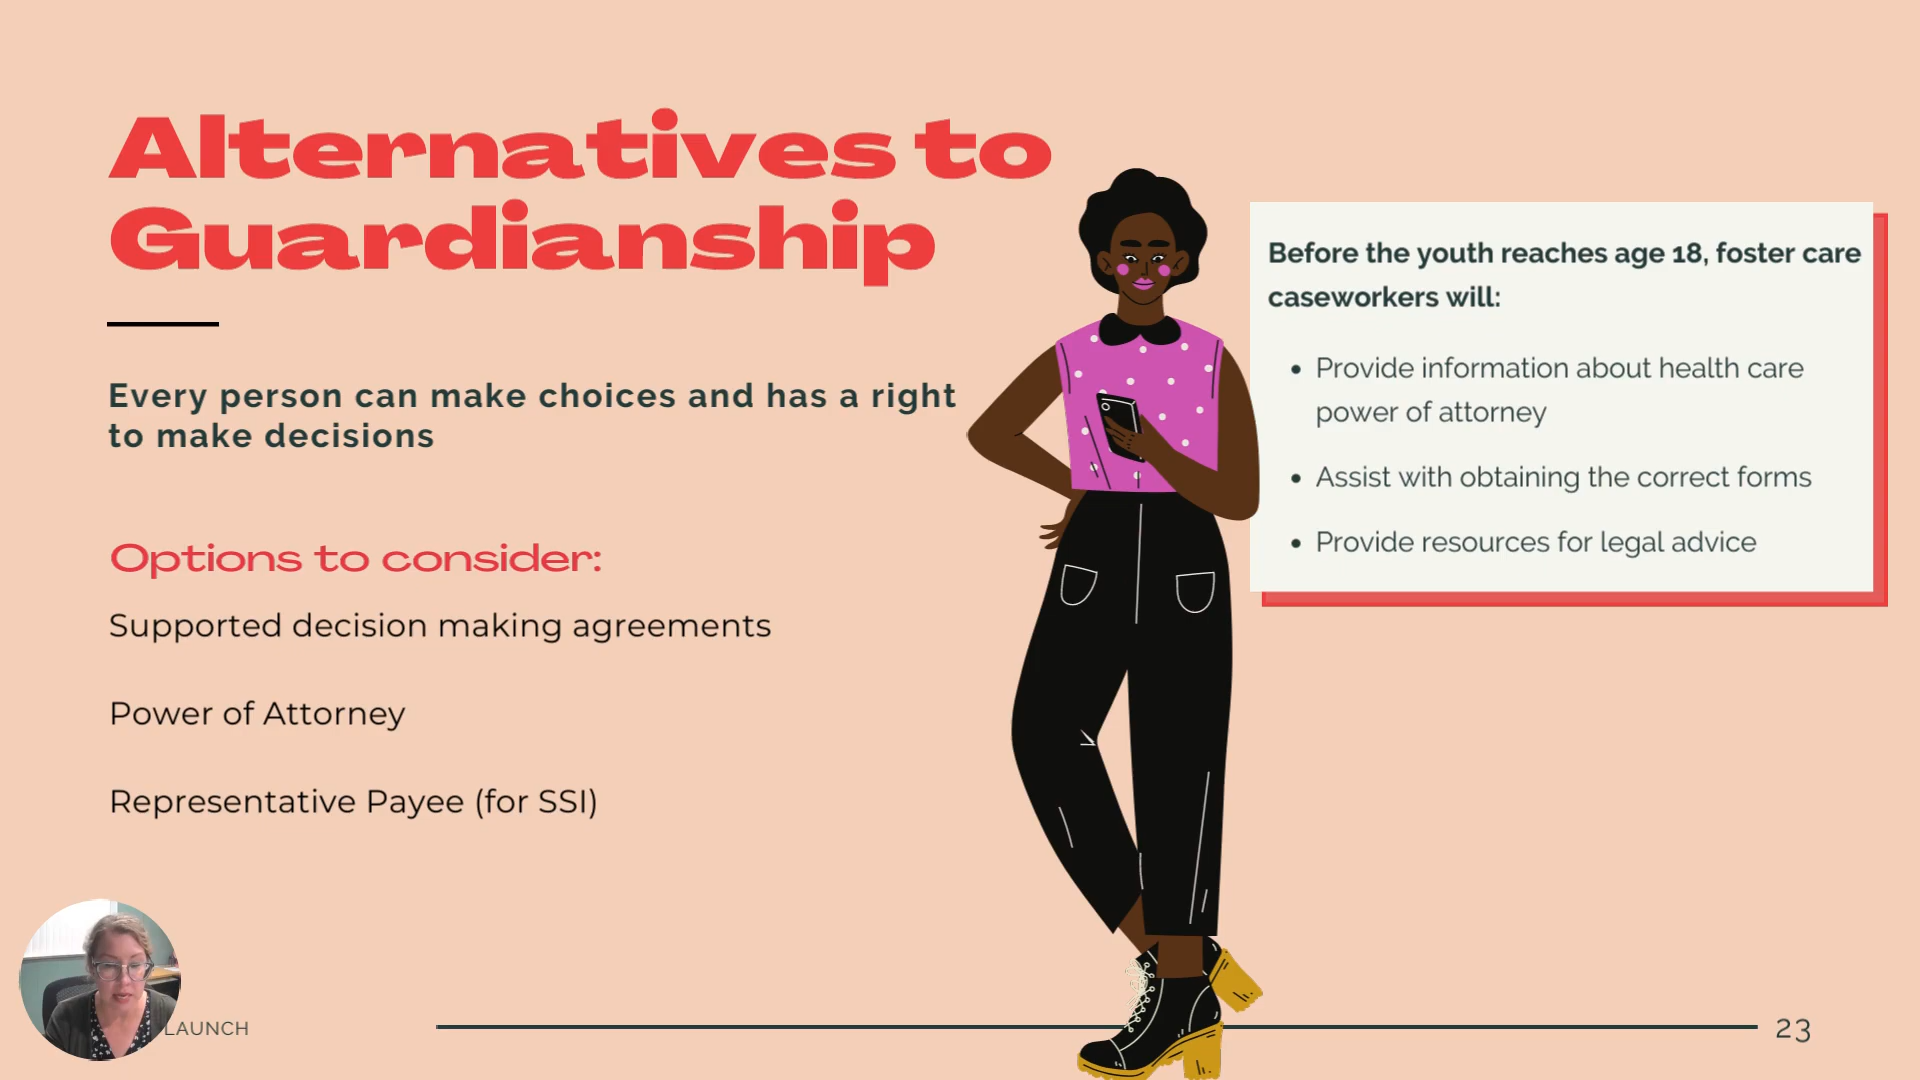 Alternatives to
Guardianship
Every person can make choices and has a right
to make decisions
Options to consider:
Supported decision making agreements
Power of Attorney
Representative Payee (for SSI)
Before the youth reaches age 18, foster care
caseworkers will:
• Provide information about health care
power of attorney
• Assist with obtaining the correct forms
• Provide resources for legal advice
LAUNCH
23